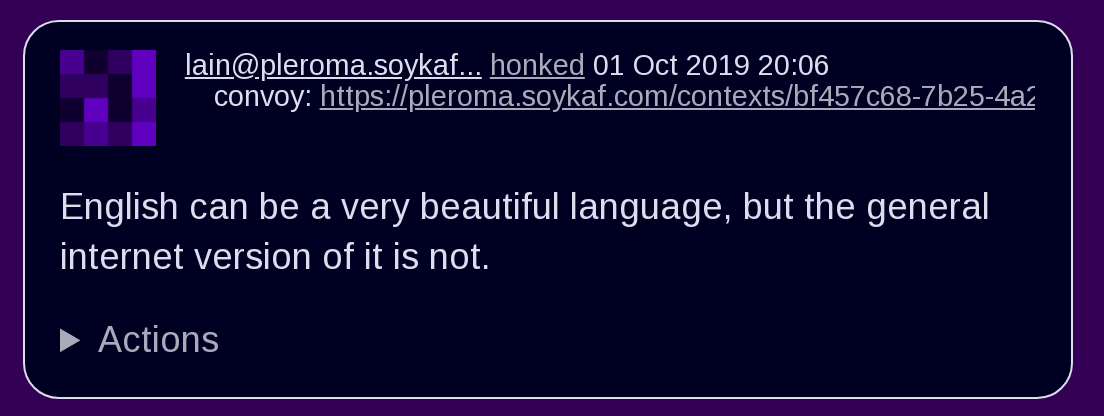 lain@pleroma.soykaf... honked 01 Oct 2019 20:06
convoy: https://pleroma.soykaf.com/contexts/bf457c68-7b25-4a2
English can be a very beautiful language, but the general
internet version of it is not.
▶ Actions